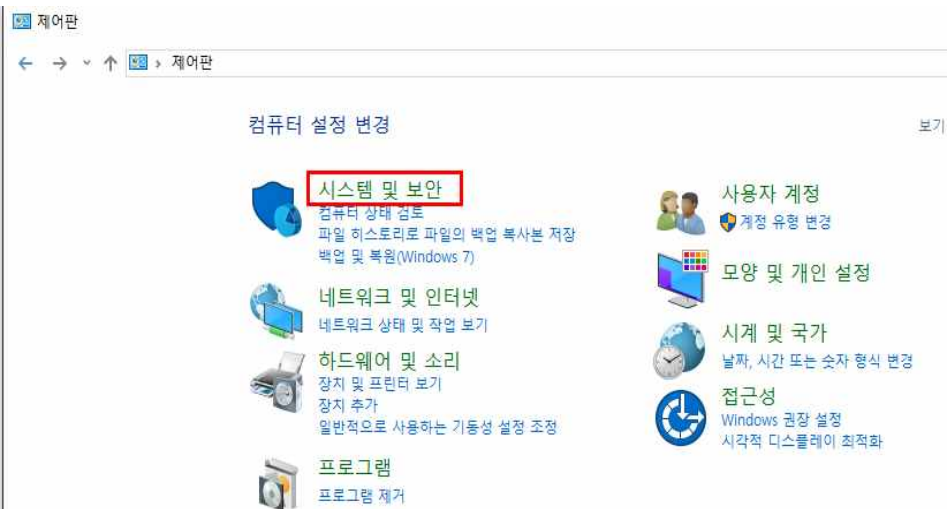 제어판
제어판
컴퓨터 설정 변경
보기
시스템 및 보안
컴퓨터 상태 검토
파일 히스토리로 파일의 백업 복사본 저장
백업 및 복원(Windows 7)
네트워크 및 인터넷
네트워크 상태 및 작업 보기
하드웨어 및 소리
장치 및 프린터 보기
장치 추가
일반적으로 사용하는 기동성 설정 조정
프로그램
프로그램 제거
사용자 계정
계정 유형 변경
모양 및 개인 설정
시계 및 국가
날짜, 시간 또는 숫자 형식 변경
접근성
Windows 권장 설정
시각적 디스플레이 최적화